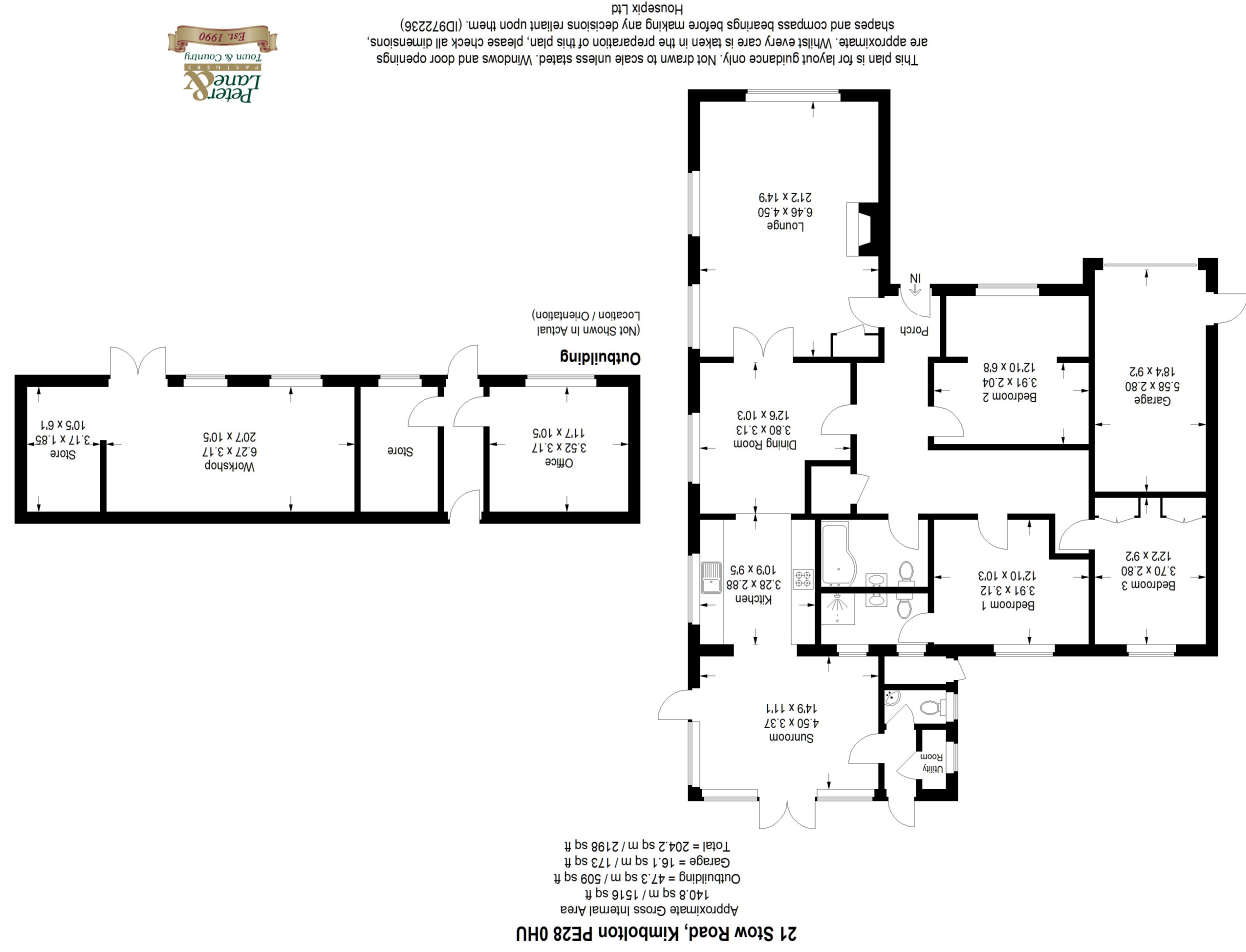 21 Stow Road, Kimbolton PE28 0HU
Approximate Gross Internal Area
140.8 sq m / 1516 sq ft
Outbuilding = 47.3 sq m / 509 sq ft
Garage = 16.1 sq m / 173 sq ft
Total = 204.2 sq m / 2198 sq ft
Utility
Room
Sunroom
4.50 x 3.37
14'9 x 11'1
Bedroom 3
3.70 x 2.80
12'2 x 9'2
Bedroom 1
3.91 x 3.12
12'10 x 10'3
Kitchen
3.28 x 2.88
10'9 x 9'5
Garage
5.58 x 2.80
18'4 x 9'2
Bedroom 2
3.91 x 2.04
12'10 x 6'8
Dining Room
3.80 x 3.13
12'6 x 10'3
Porch
IN
Lounge
6.46 x 4.50
21'2 x 14'9
Office
3.52 x 3.17
11'7 x 10'5
Store
Workshop
6.27 x 3.17
20'7 x 10'5
Store
3.17 x 1.85
10'5 x 6'1
Outbuilding
(Not Shown In Actual
Location / Orientation)
Peter
Lane&
PARTNERS
Town & Country
Est. 1990
This plan is for layout guidance only. Not drawn to scale unless stated. Windows and door openings
are approximate. Whilst every care is taken in the preparation of this plan, please check all dimensions,
shapes and compass bearings before making any decisions reliant upon them. (ID972236)
Housepix Ltd